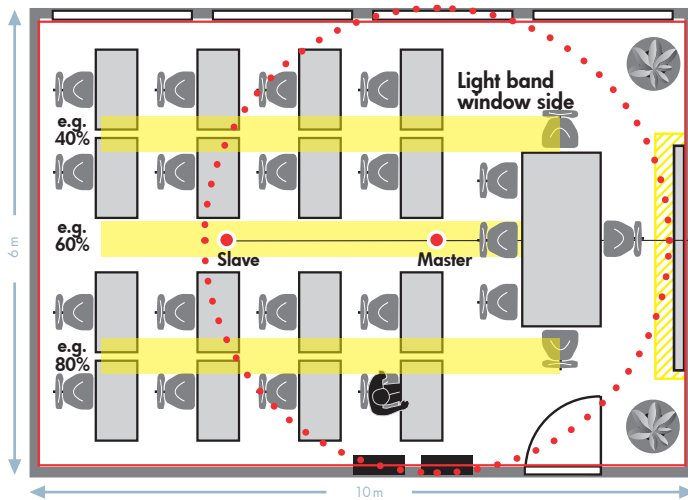 Light band
window side
e.g.
40%
e.g.
60%
Slave
Master
e.g.
80%
6 m
10 m